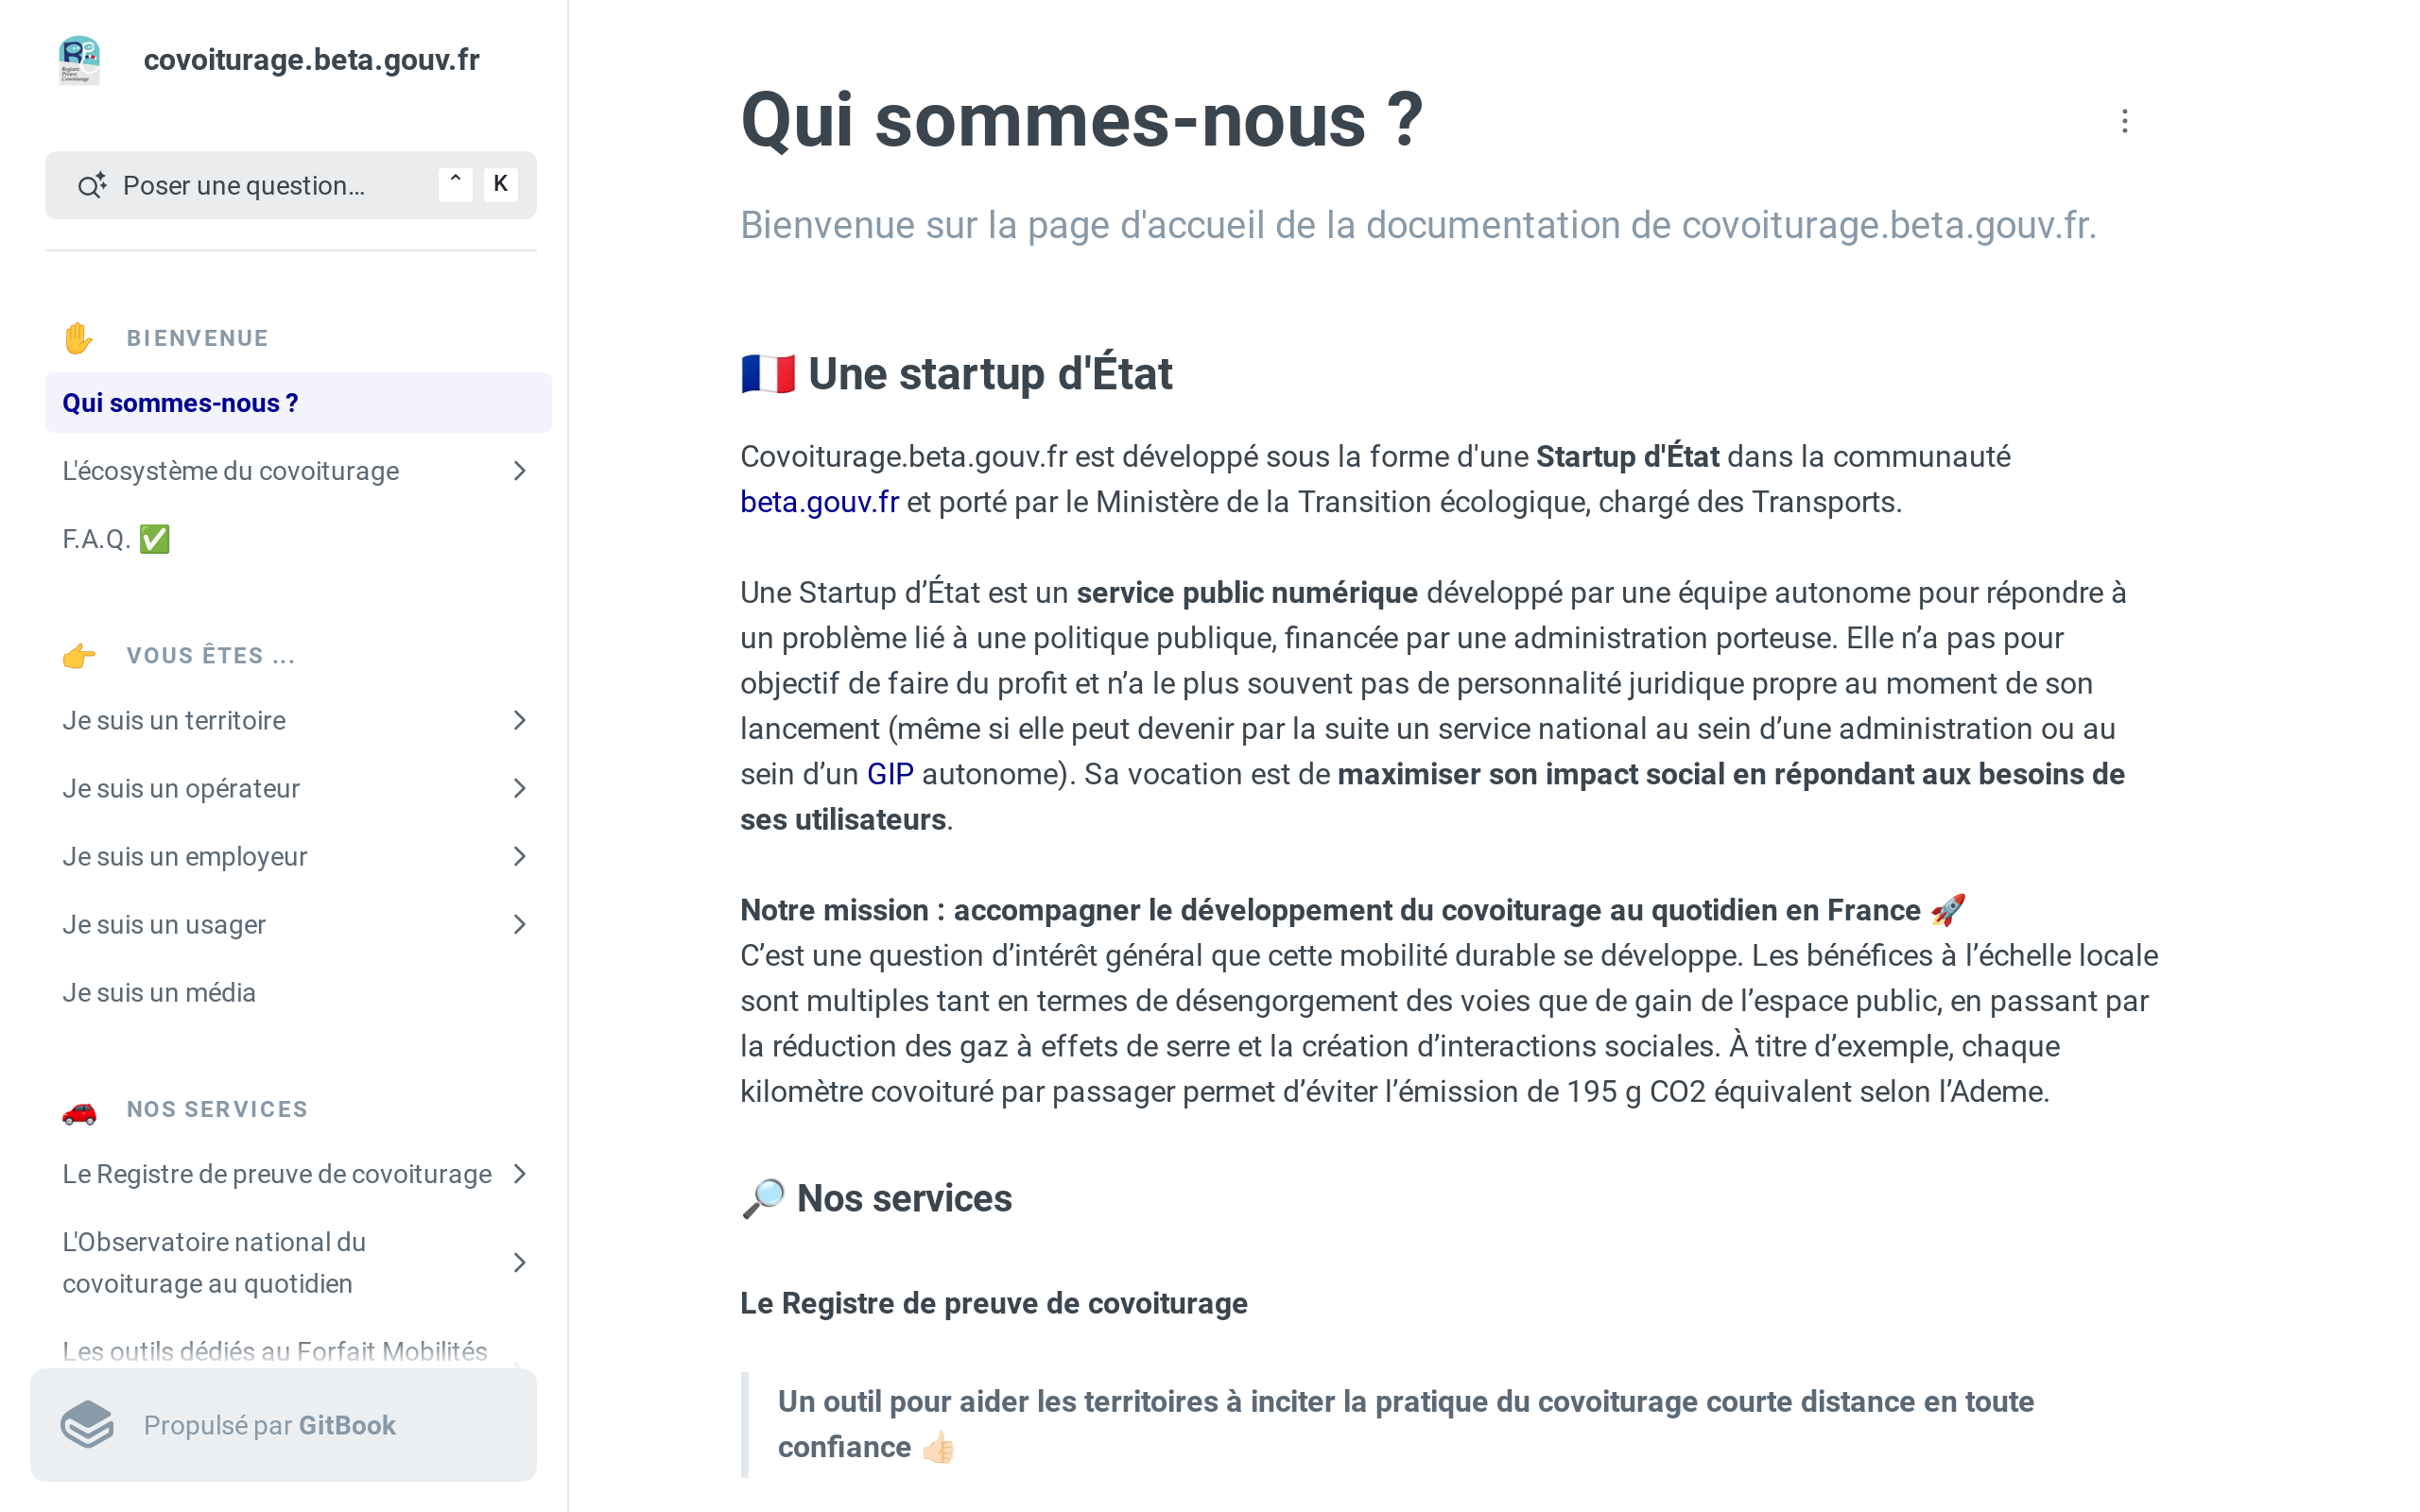 covoiturage.beta.gouv.fr
Poser une question...
⌃ K
✋ BIENVENUE
Qui sommes-nous ?
L'écosystème du covoiturage
F.A.Q. ✅
👉 VOUS ÊTES ...
Je suis un territoire
Je suis un opérateur
Je suis un employeur
Je suis un usager
Je suis un média
🚗 NOS SERVICES
Le Registre de preuve de covoiturage
L'Observatoire national du
covoiturage au quotidien
Les outils dédiés au Forfait Mobilités
Propulsé par GitBook
Qui sommes-nous ?
Bienvenue sur la page d'accueil de la documentation de covoiturage.beta.gouv.fr.
🇫🇷 Une startup d'État
Covoiturage.beta.gouv.fr est développé sous la forme d'une Startup d'État dans la communauté
beta.gouv.fr et porté par le Ministère de la Transition écologique, chargé des Transports.
Une Startup d’État est un service public numérique développé par une équipe autonome pour répondre à
un problème lié à une politique publique, financée par une administration porteuse. Elle n’a pas pour
objectif de faire du profit et n’a le plus souvent pas de personnalité juridique propre au moment de son
lancement (même si elle peut devenir par la suite un service national au sein d’une administration ou au
sein d’un GIP autonome). Sa vocation est de maximiser son impact social en répondant aux besoins de
ses utilisateurs.
Notre mission : accompagner le développement du covoiturage au quotidien en France 🚀
C’est une question d’intérêt général que cette mobilité durable se développe. Les bénéfices à l’échelle locale
sont multiples tant en termes de désengorgement des voies que de gain de l’espace public, en passant par
la réduction des gaz à effets de serre et la création d’interactions sociales. À titre d’exemple, chaque
kilomètre covoituré par passager permet d’éviter l’émission de 195 g CO2 équivalent selon l’Ademe.
🔎 Nos services
Le Registre de preuve de covoiturage
Un outil pour aider les territoires à inciter la pratique du covoiturage courte distance en toute
confiance 👍🏻